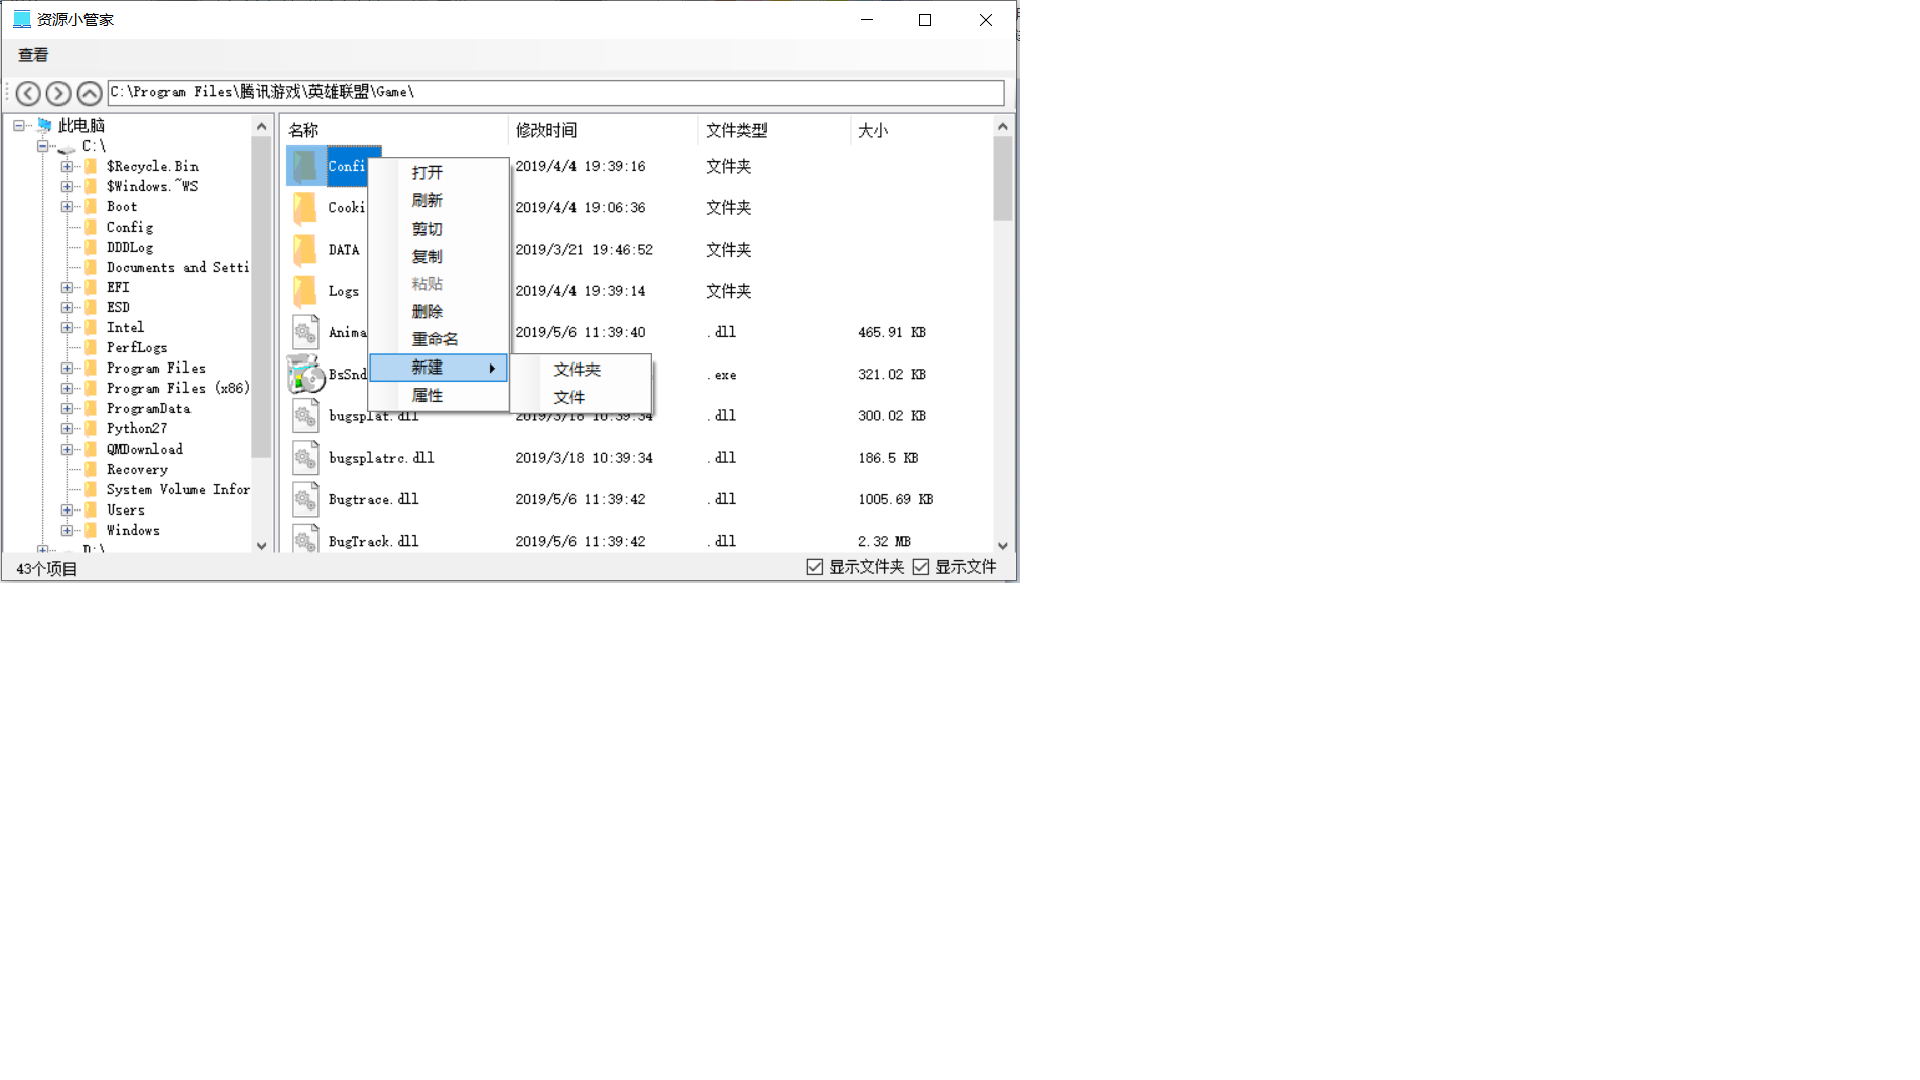 资源小管家
查看
C:\Program Files\腾讯游戏\英雄联盟\Game\
此电脑
C:\
$Recycle.Bin
$Windows.~WS
Boot
Config
DDDLog
Documents and Setti
EFI
ESD
Intel
PerfLogs
Program Files
Program Files (x86)
ProgramData
Python27
QMDownload
Recovery
System Volume Infor
Users
Windows
D:\
名称 修改时间 文件类型 大小
Confi 2019/4/4 19:39:16 文件夹
Cooki 2019/4/4 19:06:36 文件夹
DATA 2019/3/21 19:46:52 文件夹
Logs 2019/4/4 19:39:14 文件夹
Anima 2019/5/6 11:39:40 .dll 465.91 KB
BsSnd .exe 321.02 KB
bugsplat.dll 2019/3/18 10:39:34 .dll 300.02 KB
bugsplatrc.dll 2019/3/18 10:39:34 .dll 186.5 KB
Bugtrace.dll 2019/5/6 11:39:42 .dll 1005.69 KB
BugTrack.dll 2019/5/6 11:39:42 .dll 2.32 MB
打开
刷新
剪切
复制
粘贴
删除
重命名
新建
属性
文件夹
文件
43个项目 显示文件夹 显示文件